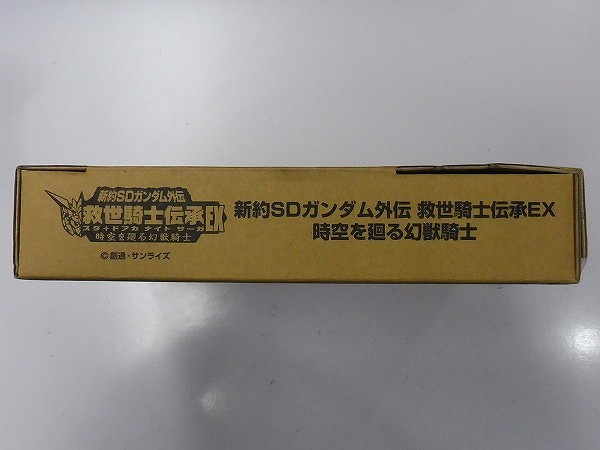 新約SDガンダム外伝
救世騎士伝承EX
スダ・ドアカ ナイト サーガ
時空を廻る幻獣騎士
©創通・サンライズ
新約SDガンダム外伝 救世騎士伝承EX
時空を廻る幻獣騎士